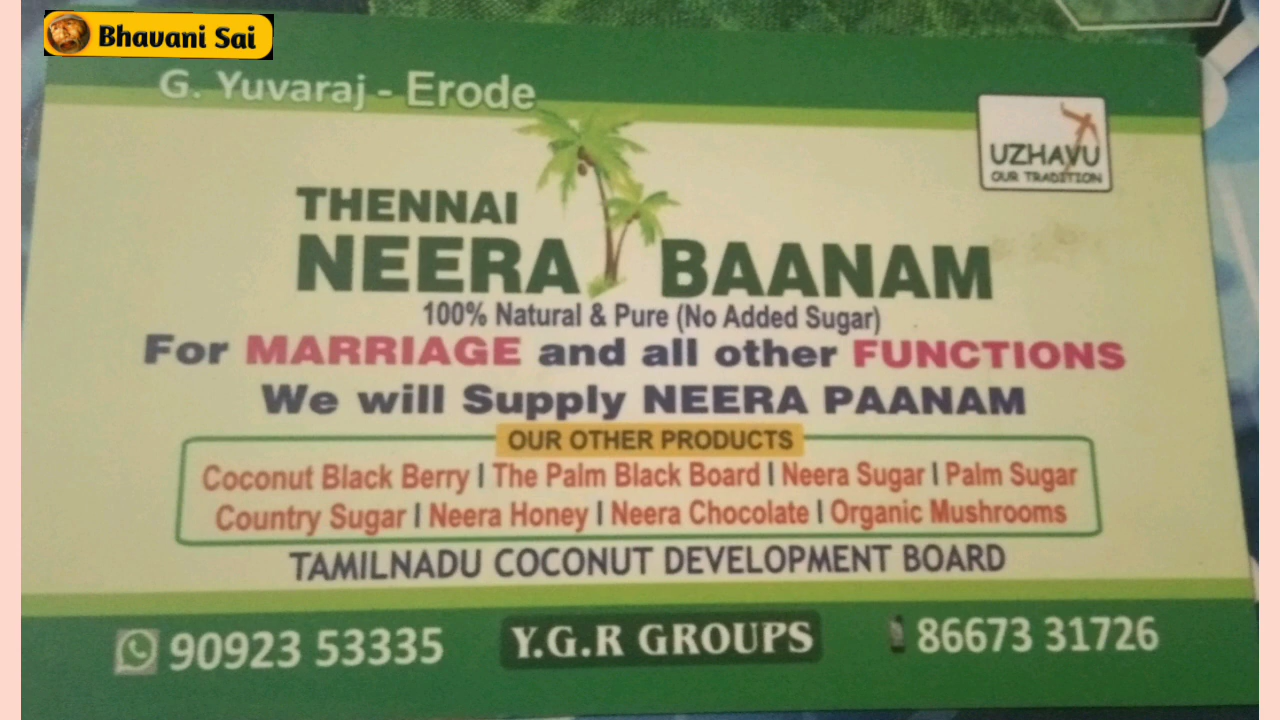 Bhavani Sai
G. Yuvaraj - Erode
UZHAVU
OUR TRADITION
THENNAI
NEERA BAANAM
100% Natural & Pure (No Added Sugar)
For MARRIAGE and all other FUNCTIONS
We will Supply NEERA PAANAM
OUR OTHER PRODUCTS
Coconut Black Berry | The Palm Black Board | Neera Sugar | Palm Sugar
Country Sugar | Neera Honey | Neera Chocolate | Organic Mushrooms
TAMILNADU COCONUT DEVELOPMENT BOARD
90923 53335 Y.G.R GROUPS 86673 31726